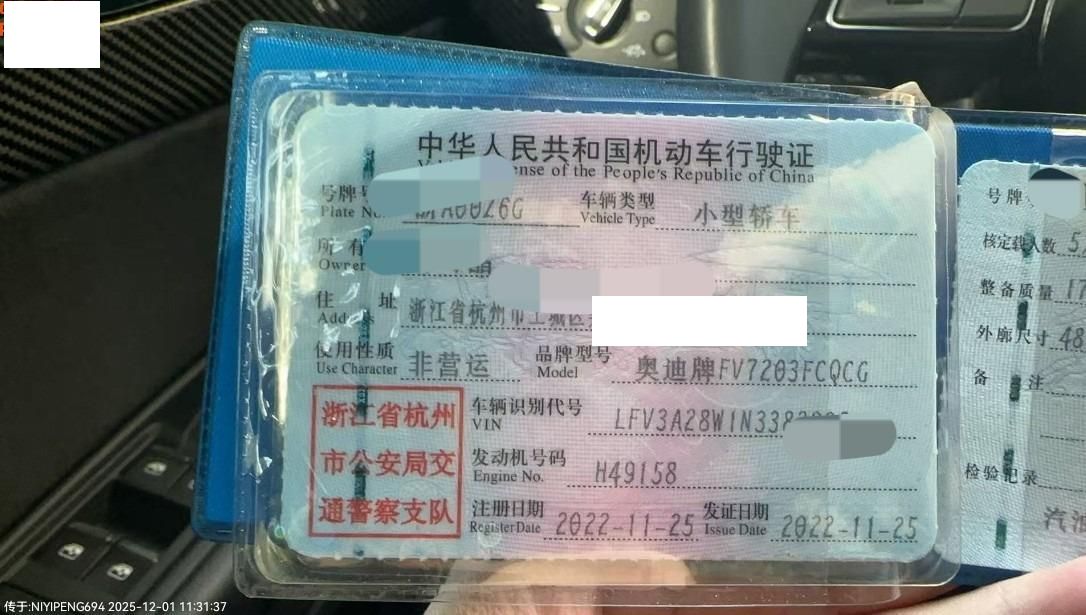 中华人民共和国机动车行驶证
ense of the People's Republic of China
号牌
Plate No. A0026G 车辆类型 Vehicle Type 小型轿车
所有
Owner
住址 Address 浙江省杭州市上城区
使用性质 Use Character 非营运 品牌型号 Model 奥迪牌FV7203FCQCG
浙江省杭州
市公安局交
通警察支队
车辆识别代号 VIN LFV3A28W1N338
发动机号码 Engine No. H49158
注册日期 Register Date 2022-11-25 发证日期 Issue Date 2022-11-25
号牌
核定载人数 5
整备质量 17
外廓尺寸 48
备注
检验记录
传于:NIYIPENG694 2025-12-01 11:31:37